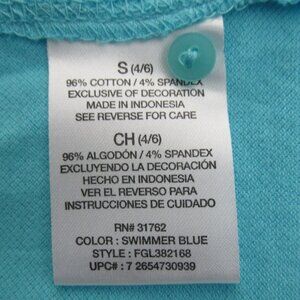 S (4/6)
96% COTTON / 4% SPANDEX
EXCLUSIVE OF DECORATION
MADE IN INDONESIA
SEE REVERSE FOR CARE
CH (4/6)
96% ALGODÓN / 4% SPANDEX
EXCLUYENDO LA DECORACIÓN
HECHO EN INDONESIA
VER EL REVERSO PARA
INSTRUCCIONES DE CUIDADO
RN# 31762
COLOR : SWIMMER BLUE
STYLE : FGL382168
UPC# : 7 2654730939